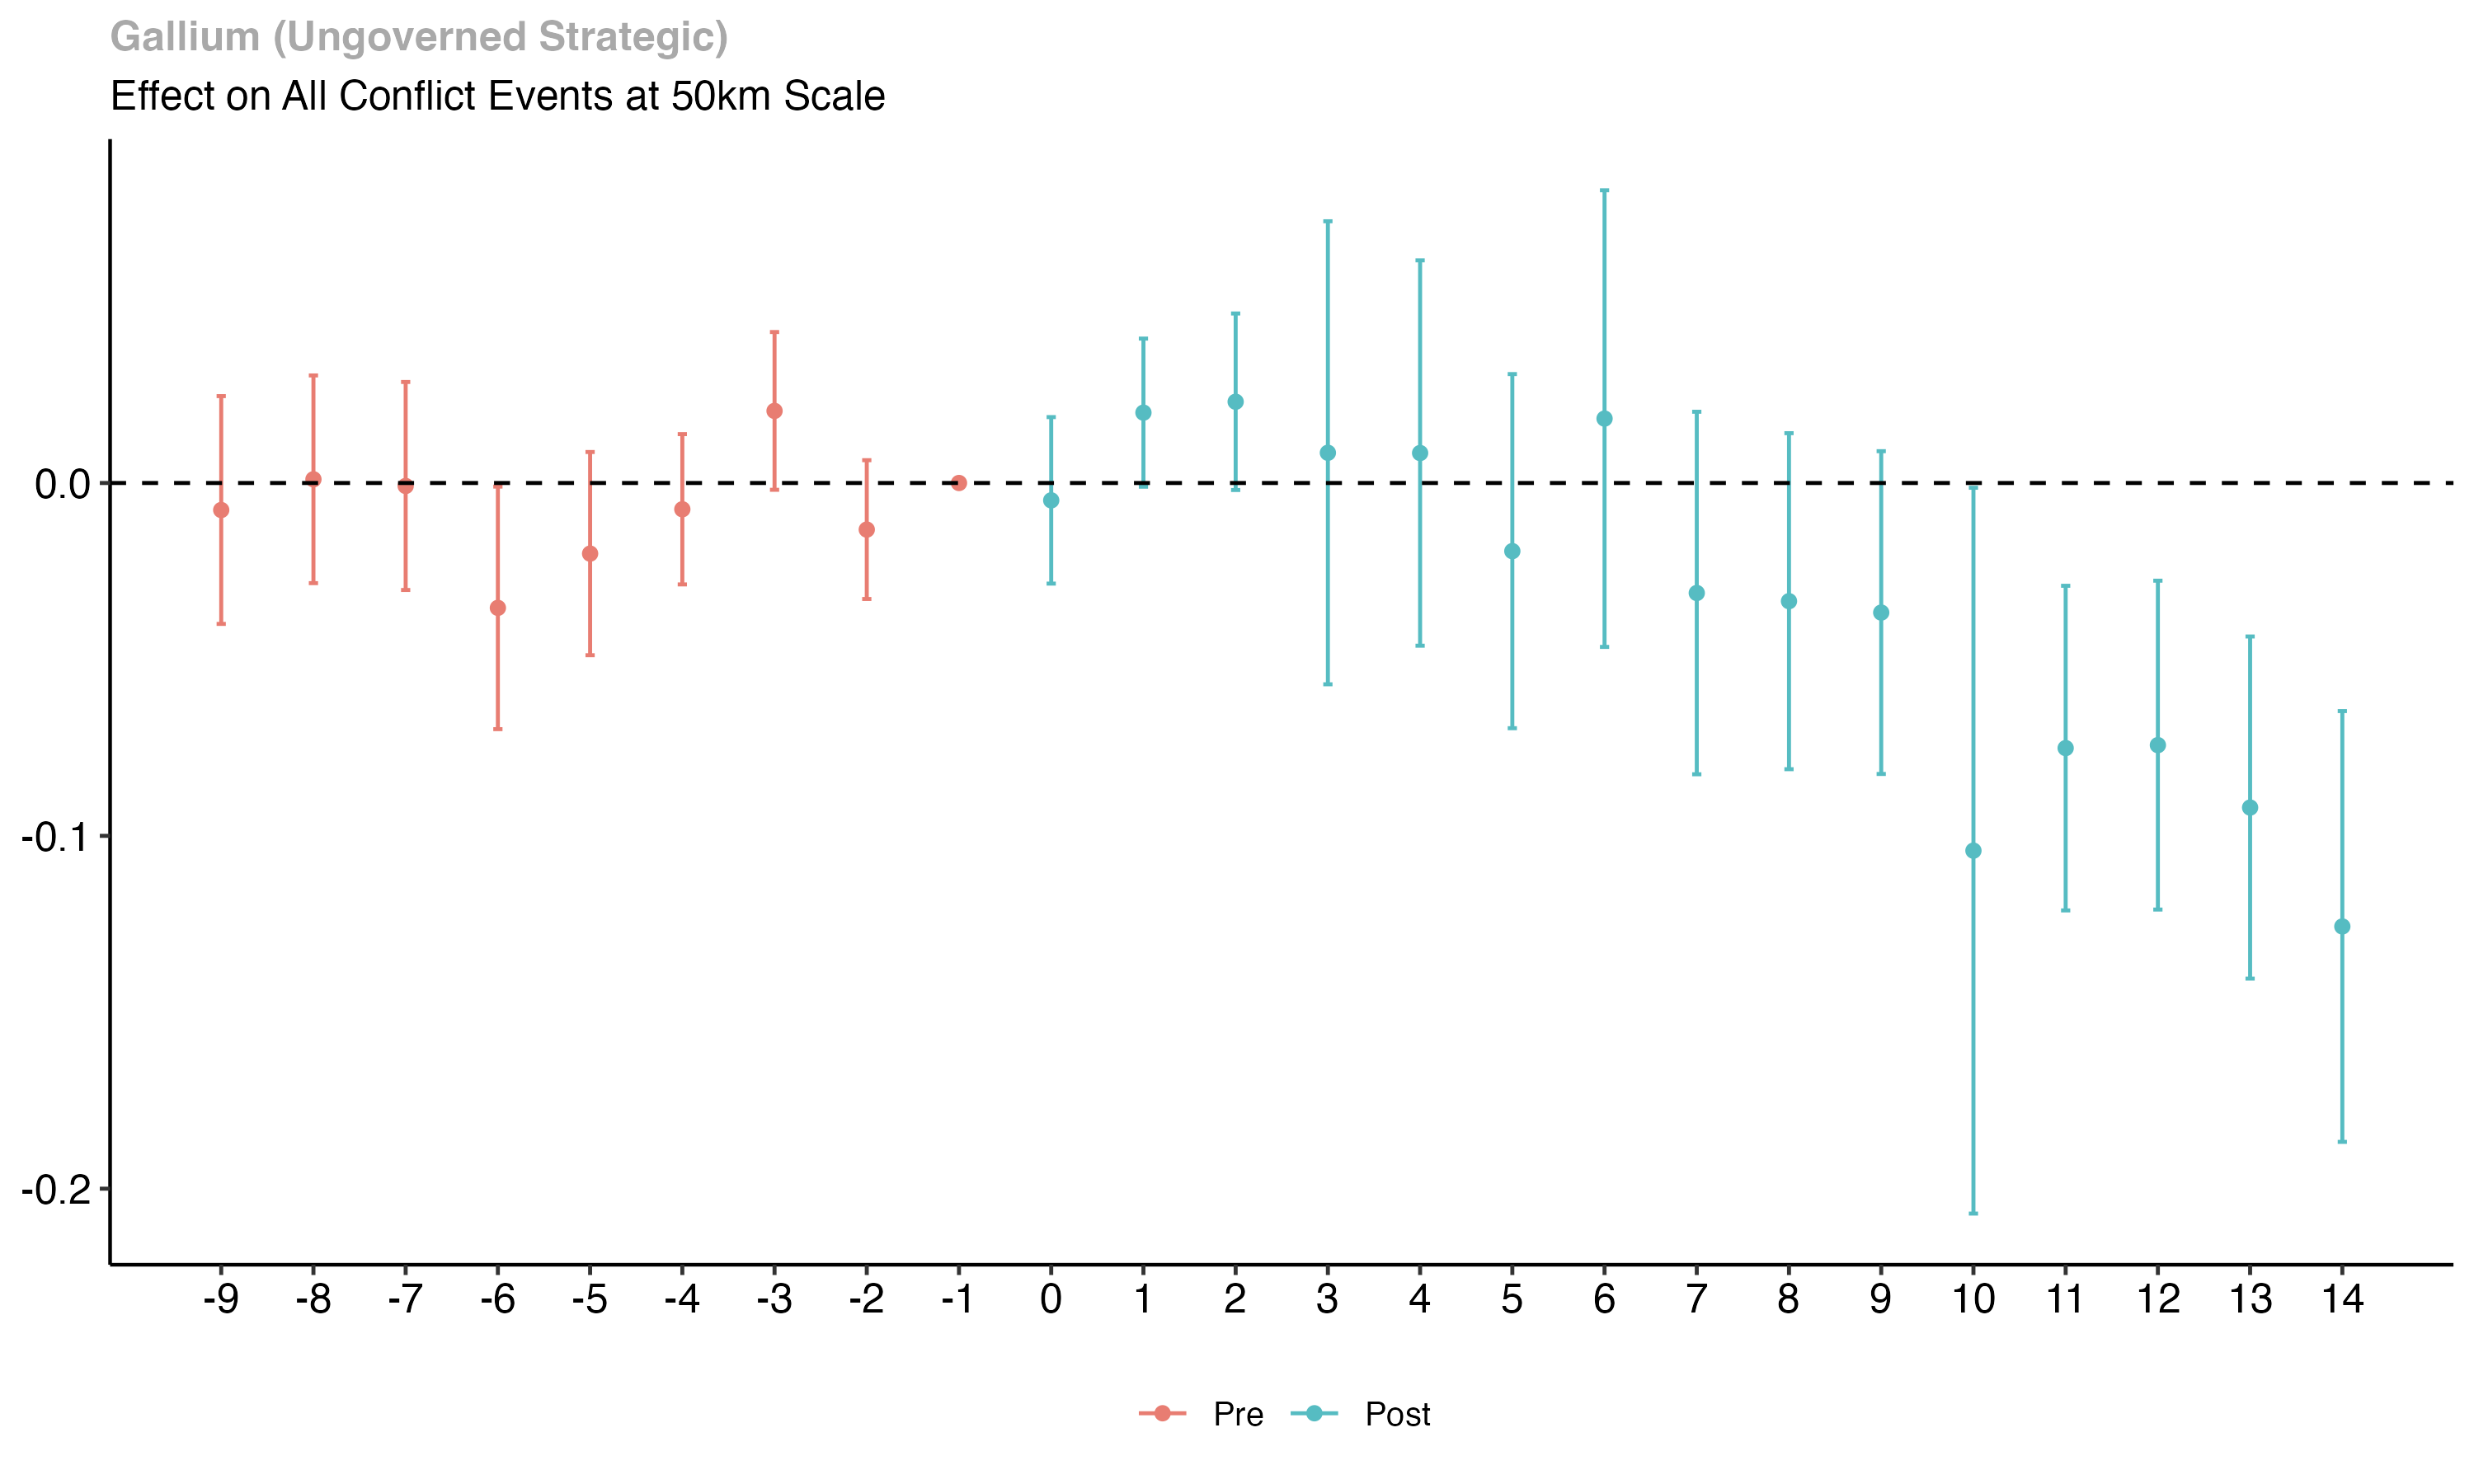 Gallium (Ungoverned Strategic)
Effect on All Conflict Events at 50km Scale
0.0
-0.1
-0.2
-9 -8 -7 -6 -5 -4 -3 -2 -1 0 1 2 3 4 5 6 7 8 9 10 11 12 13 14
Pre Post